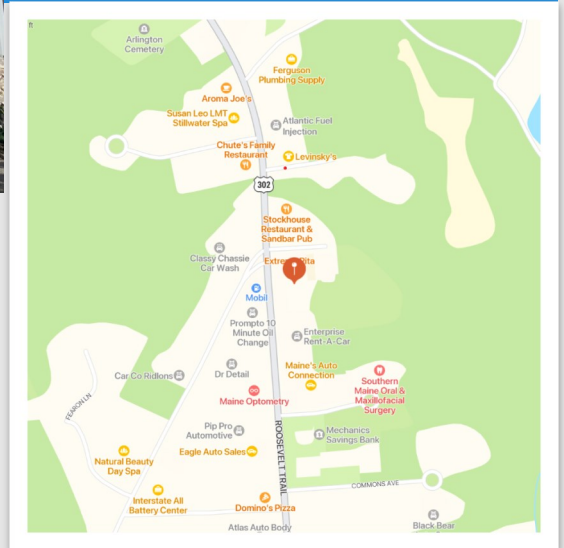 Arlington
Cemetery
Ferguson
Plumbing Supply
Aroma Joe's
Susan Leo LMT
Stillwater Spa
Atlantic Fuel
Injection
Chute's Family
Restaurant
Levinsky's
302
Stockhouse
Restaurant &
Sandbar Pub
Classy Chassie
Car Wash
Mobil
Prompto 10
Minute Oil
Change
Enterprise
Rent-A-Car
Maine's Auto
Connection
Car Co Ridlons
Dr Detail
Southern
Maine Oral &
Maxillofacial
Surgery
Maine Optometry
FEARON LN
Pip Pro
Automotive
Mechanics
Savings Bank
ROOSEVELT TRAIL
Eagle Auto Sales
Natural Beauty
Day Spa
COMMONS AVE
Interstate All
Battery Center
Domino's Pizza
Atlas Auto Body
Black Bear